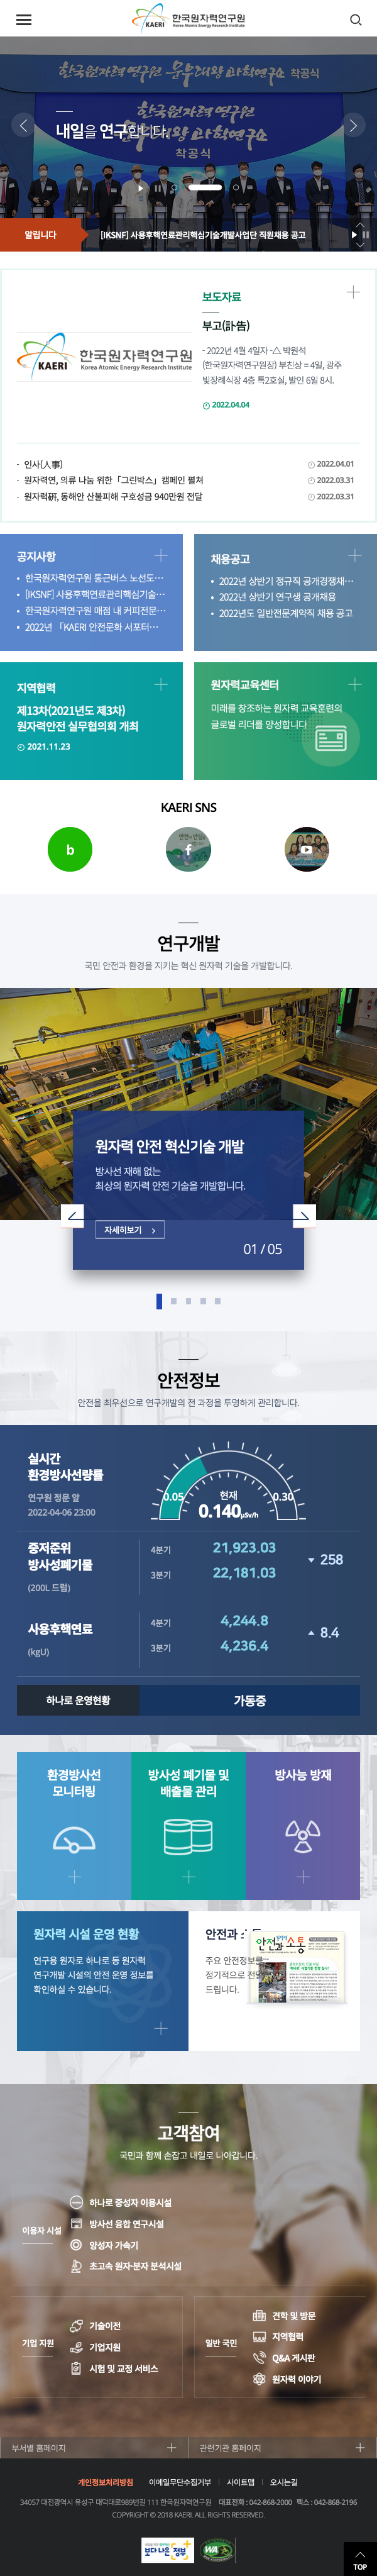 KAERI 한국원자력연구원
Korea Atomic Energy Research Institute
착공식
내일을 연구합니다.
알립니다
[IKSNF] 사용후핵연료관리핵심기술개발사업단 직원채용 공고
KAERI 한국원자력연구원
Korea Atomic Energy Research Institute
보도자료
부고(訃告)
- 2022년 4월 4일자 -△ 박원석
(한국원자력연구원장) 부친상 = 4일, 광주
빛장례식장 4층 특2호실, 발인 6일 8시.
2022.04.04
· 인사(人事) 2022.04.01
· 원자력연, 의류 나눔 위한「그린박스」캠페인 펼쳐 2022.03.31
· 원자력硏, 동해안 산불피해 구호성금 940만원 전달 2022.03.31
공지사항
• 한국원자력연구원 통근버스 노선도…
• [IKSNF] 사용후핵연료관리핵심기술…
• 한국원자력연구원 매점 내 커피전문…
• 2022년 「KAERI 안전문화 서포터…
채용공고
• 2022년 상반기 정규직 공개경쟁채…
• 2022년 상반기 연구생 공개채용
• 2022년도 일반전문계약직 채용 공고
지역협력
제13차(2021년도 제3차)
원자력안전 실무협의회 개최
2021.11.23
원자력교육센터
미래를 창조하는 원자력 교육훈련의
글로벌 리더를 양성합니다
KAERI SNS
b
f
연구개발
국민 안전과 환경을 지키는 혁신 원자력 기술을 개발합니다.
원자력 안전 혁신기술 개발
방사선 재해 없는
최상의 원자력 안전 기술을 개발합니다.
자세히보기 >
01 / 05
안전정보
안전을 최우선으로 연구개발의 전 과정을 투명하게 관리합니다.
실시간
환경방사선량률
연구원 정문 앞
2022-04-06 23:00
0.05 현재 0.30
0.140μSv/h
중저준위
방사성폐기물
(200L 드럼)
4분기 21,923.03
3분기 22,181.03
258
사용후핵연료
(kgU)
4분기 4,244.8
3분기 4,236.4
8.4
하나로 운영현황 가동중
환경방사선
모니터링
방사성 폐기물 및
배출물 관리
방사능 방재
원자력 시설 운영 현황
연구용 원자로 하나로 등 원자력
연구개발 시설의 안전 운영 정보를
확인하실 수 있습니다.
안전과 소통
주요 안전정보를
정기적으로 전달
드립니다.
안전과 소통
고객참여
국민과 함께 손잡고 내일로 나아갑니다.
이용자 시설
하나로 중성자 이용시설
방사선 융합 연구시설
양성자 가속기
초고속 원자·분자 분석시설
기업 지원
기술이전
기업지원
시험 및 교정 서비스
일반 국민
견학 및 방문
지역협력
Q&A 게시판
원자력 이야기
부서별 홈페이지
관련기관 홈페이지
개인정보처리방침 이메일무단수집거부 사이트맵 오시는길
34057 대전광역시 유성구 대덕대로989번길 111 한국원자력연구원 대표전화 : 042-868-2000 팩스 : 042-868-2196
COPYRIGHT © 2018 KAERI. ALL RIGHTS RESERVED.
보다 나은 정부
WA
TOP